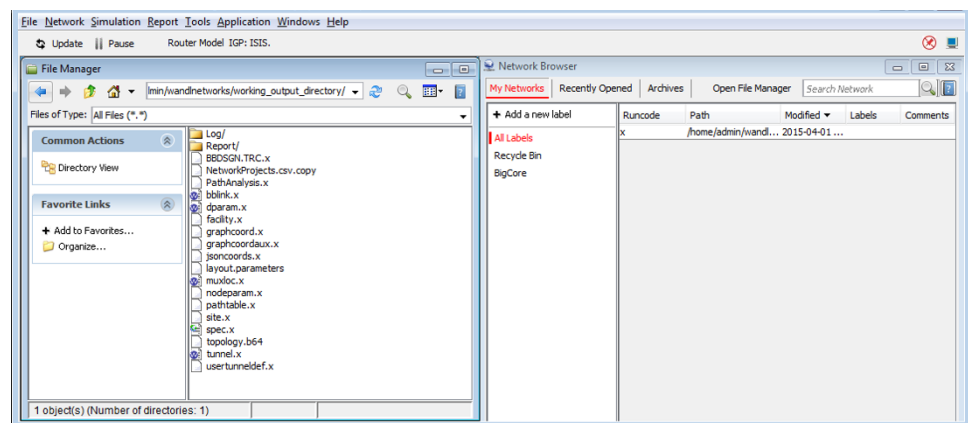 File Network Simulation Report Tools Application Windows Help
Update Pause Router Model IGP: ISIS.
File Manager
lmin/wandlnetworks/working_output_directory/
Files of Type: All Files (*.*)
Common Actions
Directory View
Favorite Links
Add to Favorites...
Organize...
Log/
Report/
BBDSGN.TRC.x
NetworkProjects.csv.copy
PathAnalysis.x
bblink.x
dparam.x
facility.x
graphcoord.x
graphcoordaux.x
jsoncoords.x
layout.parameters
muxloc.x
nodeparam.x
pathtable.x
site.x
spec.x
topology.b64
tunnel.x
usertunneldef.x
1 object(s) (Number of directories: 1)
Network Browser
My Networks Recently Opened Archives Open File Manager Search Network
+ Add a new label
All Labels
Recycle Bin
BigCore
Runcode Path Modified Labels Comments
x /home/admin/wandl... 2015-04-01 ...